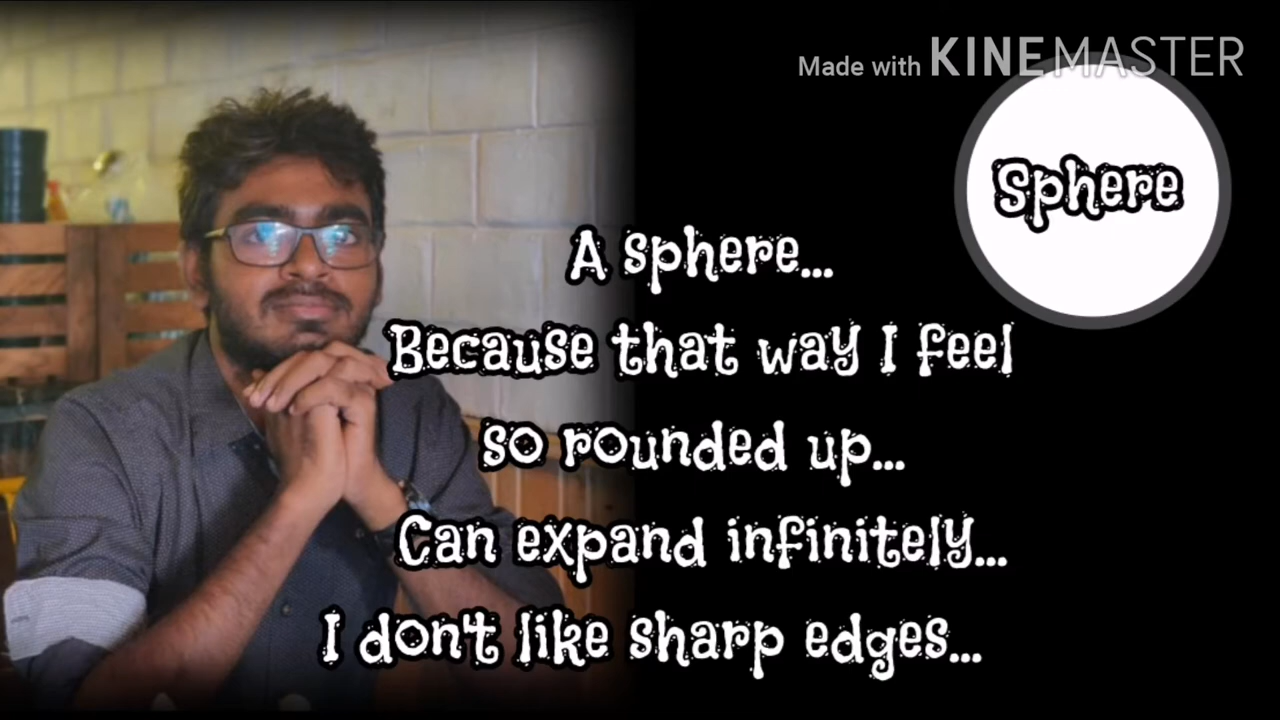 Made with KINEMASTER
Sphere
A sphere...
Because that way I feel
so rounded up...
Can expand infinitely...
I don't like sharp edges...